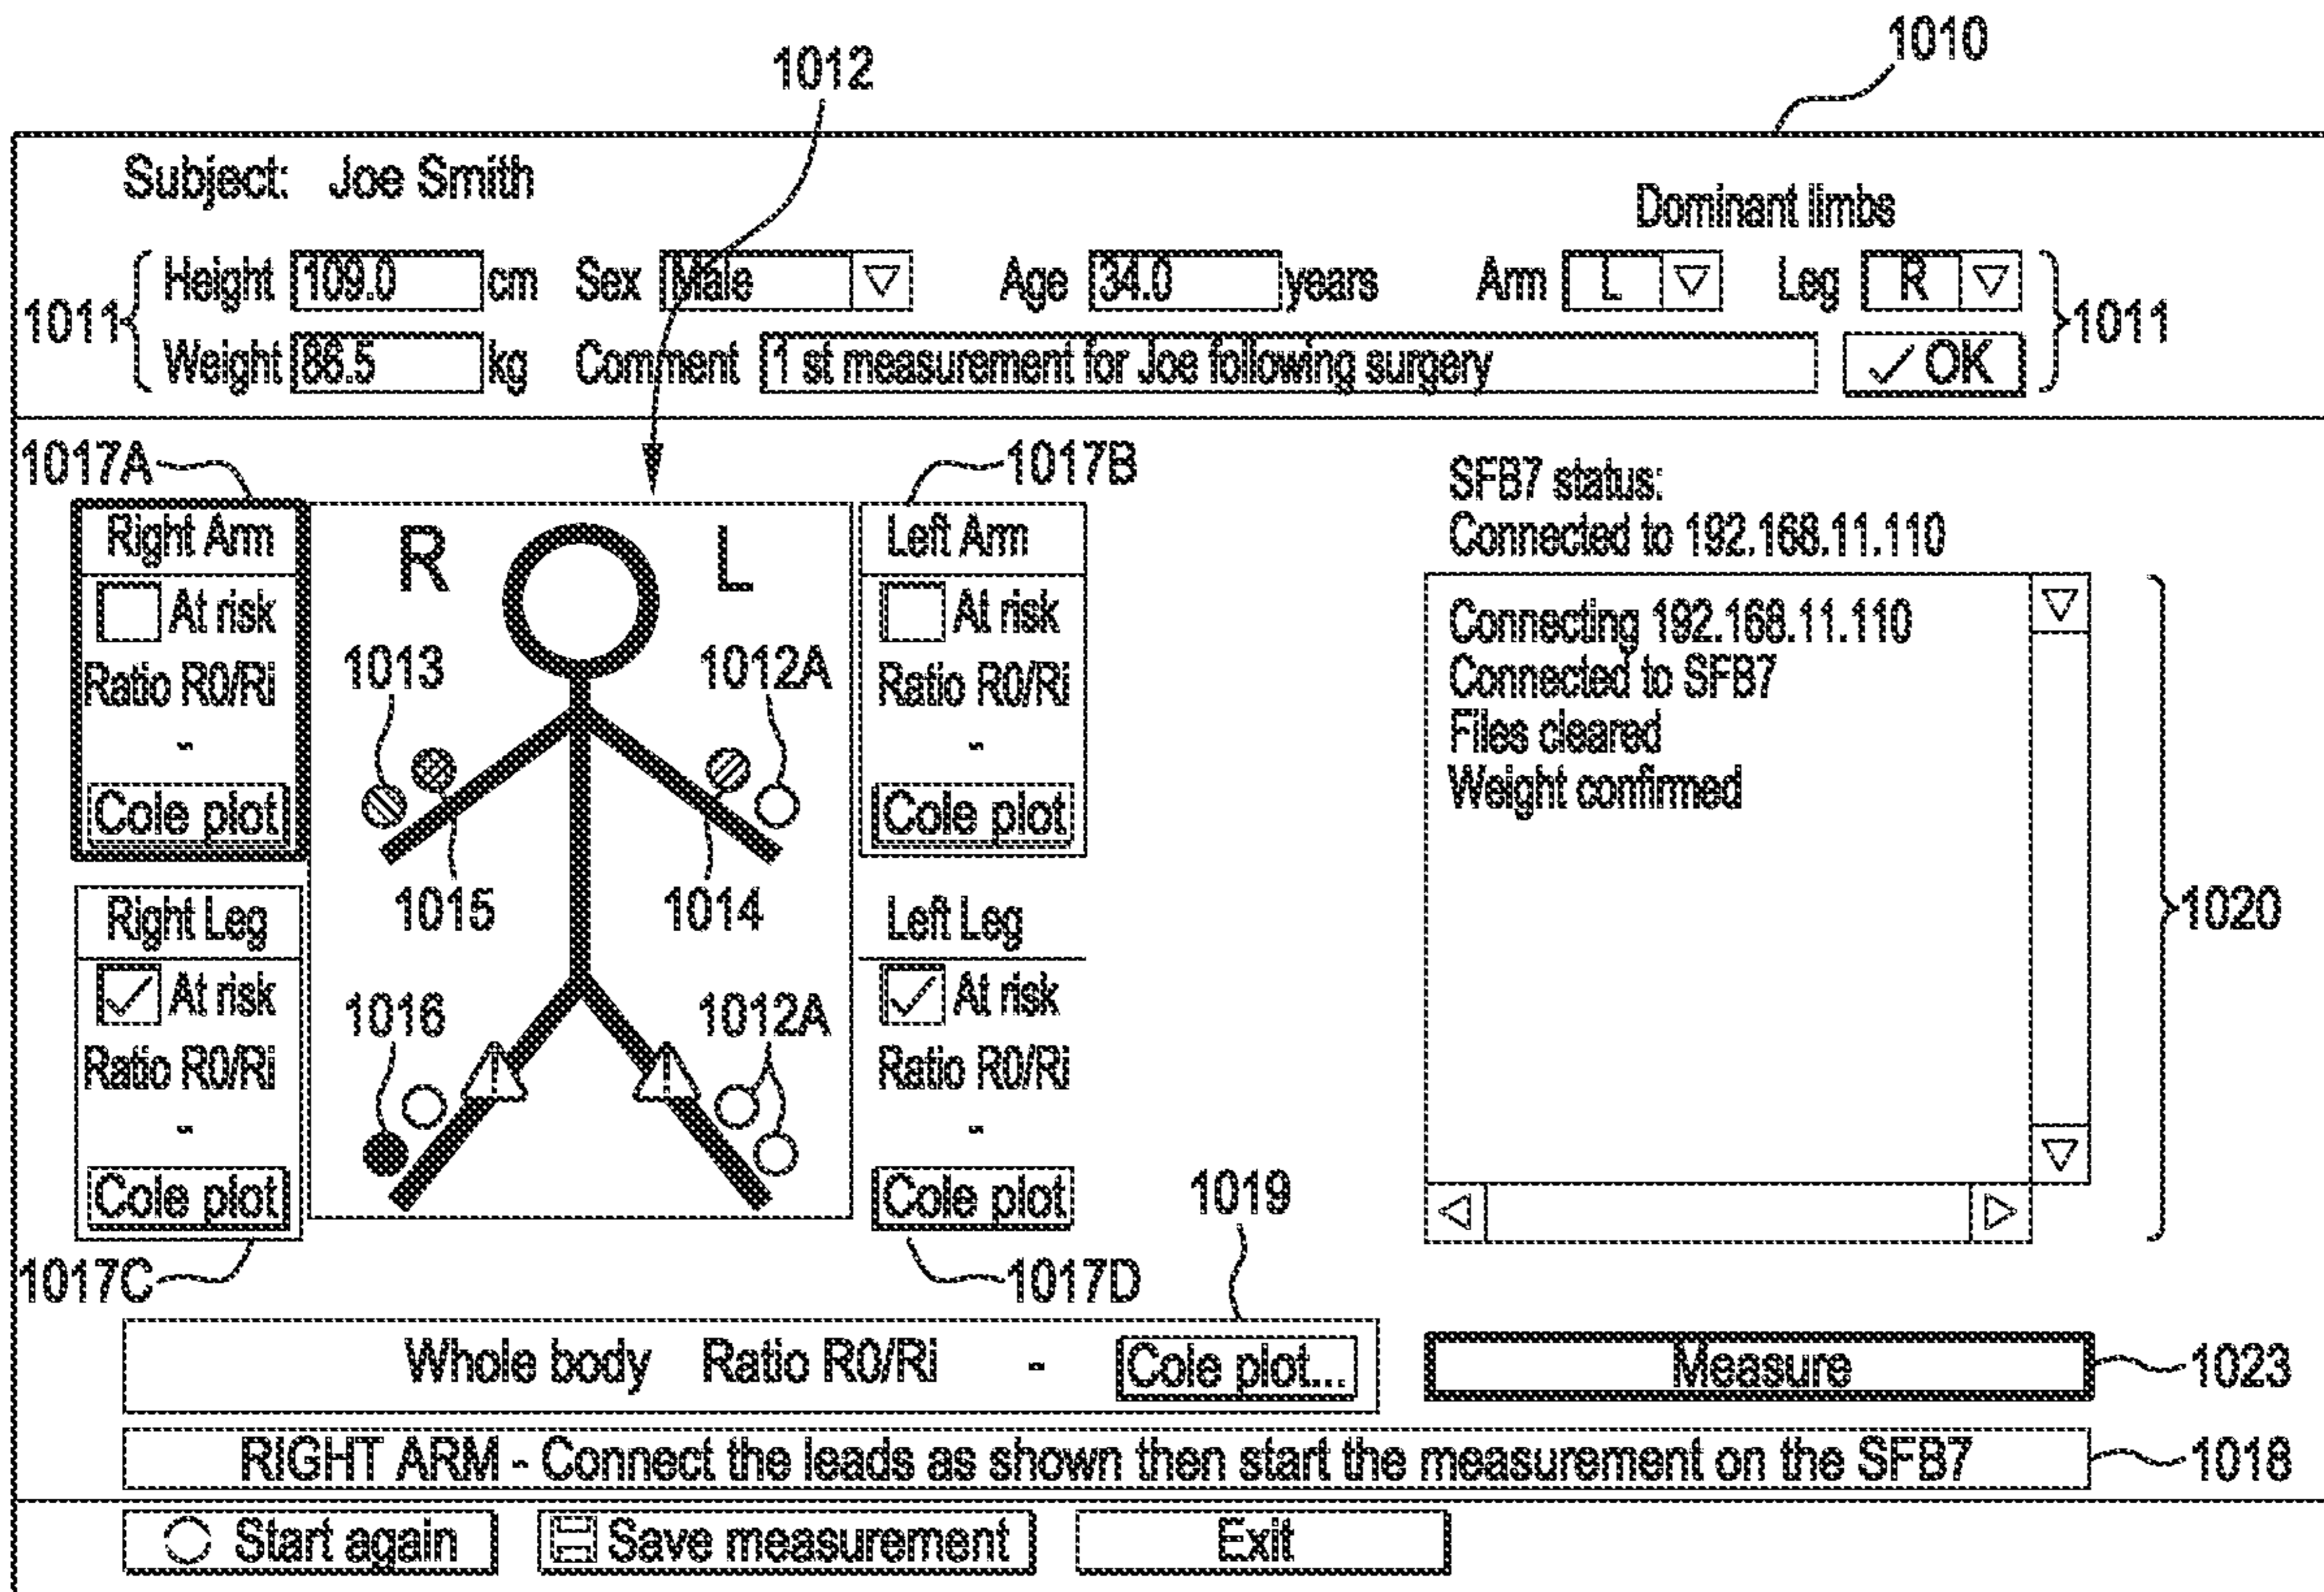 1012
1010
Subject: Joe Smith
Dominant limbs
1011
Height 109.0 cm Sex Male Age 34.0 years Arm L Leg R
1011
Weight 86.5 kg Comment 1 st measurement for Joe following surgery OK
1017A
1017B
SFB7 status:
Connected to 192.168.11.110
Right Arm
At risk
Ratio R0/Ri
-
Cole plot
R L
1013
1012A
1015
1014
1016
1012A
Left Arm
At risk
Ratio R0/Ri
-
Cole plot
Connecting 192.168.11.110
Connected to SFB7
Files cleared
Weight confirmed
1020
Right Leg
At risk
Ratio R0/Ri
-
Cole plot
Left Leg
At risk
Ratio R0/Ri
-
Cole plot
1017C
1017D
1019
Whole body Ratio R0/Ri - Cole plot...
Measure
1023
RIGHT ARM - Connect the leads as shown then start the measurement on the SFB7
1018
Start again
Save measurement
Exit